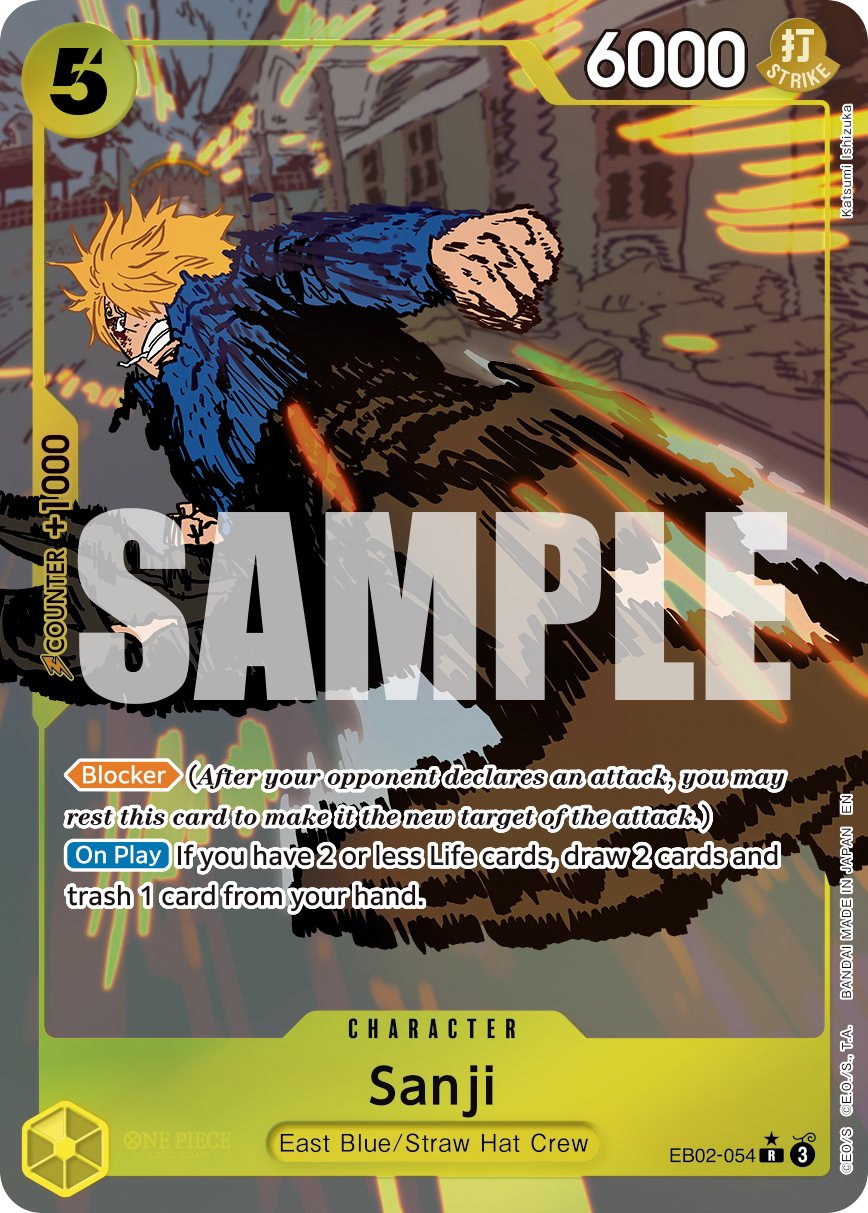 5
6000
打
STRIKE
Katsumi Ishizuka
COUNTER +1000
SAMPLE
Blocker (After your opponent declares an attack, you may
rest this card to make it the new target of the attack.)
On Play If you have 2 or less Life cards, draw 2 cards and
trash 1 card from your hand.
CHARACTER
Sanji
East Blue/Straw Hat Crew
ONE PIECE
CARD GAME
EB02-054 R 3
©EO/S ©E.O./S., T.A. BANDAI MADE IN JAPAN EN